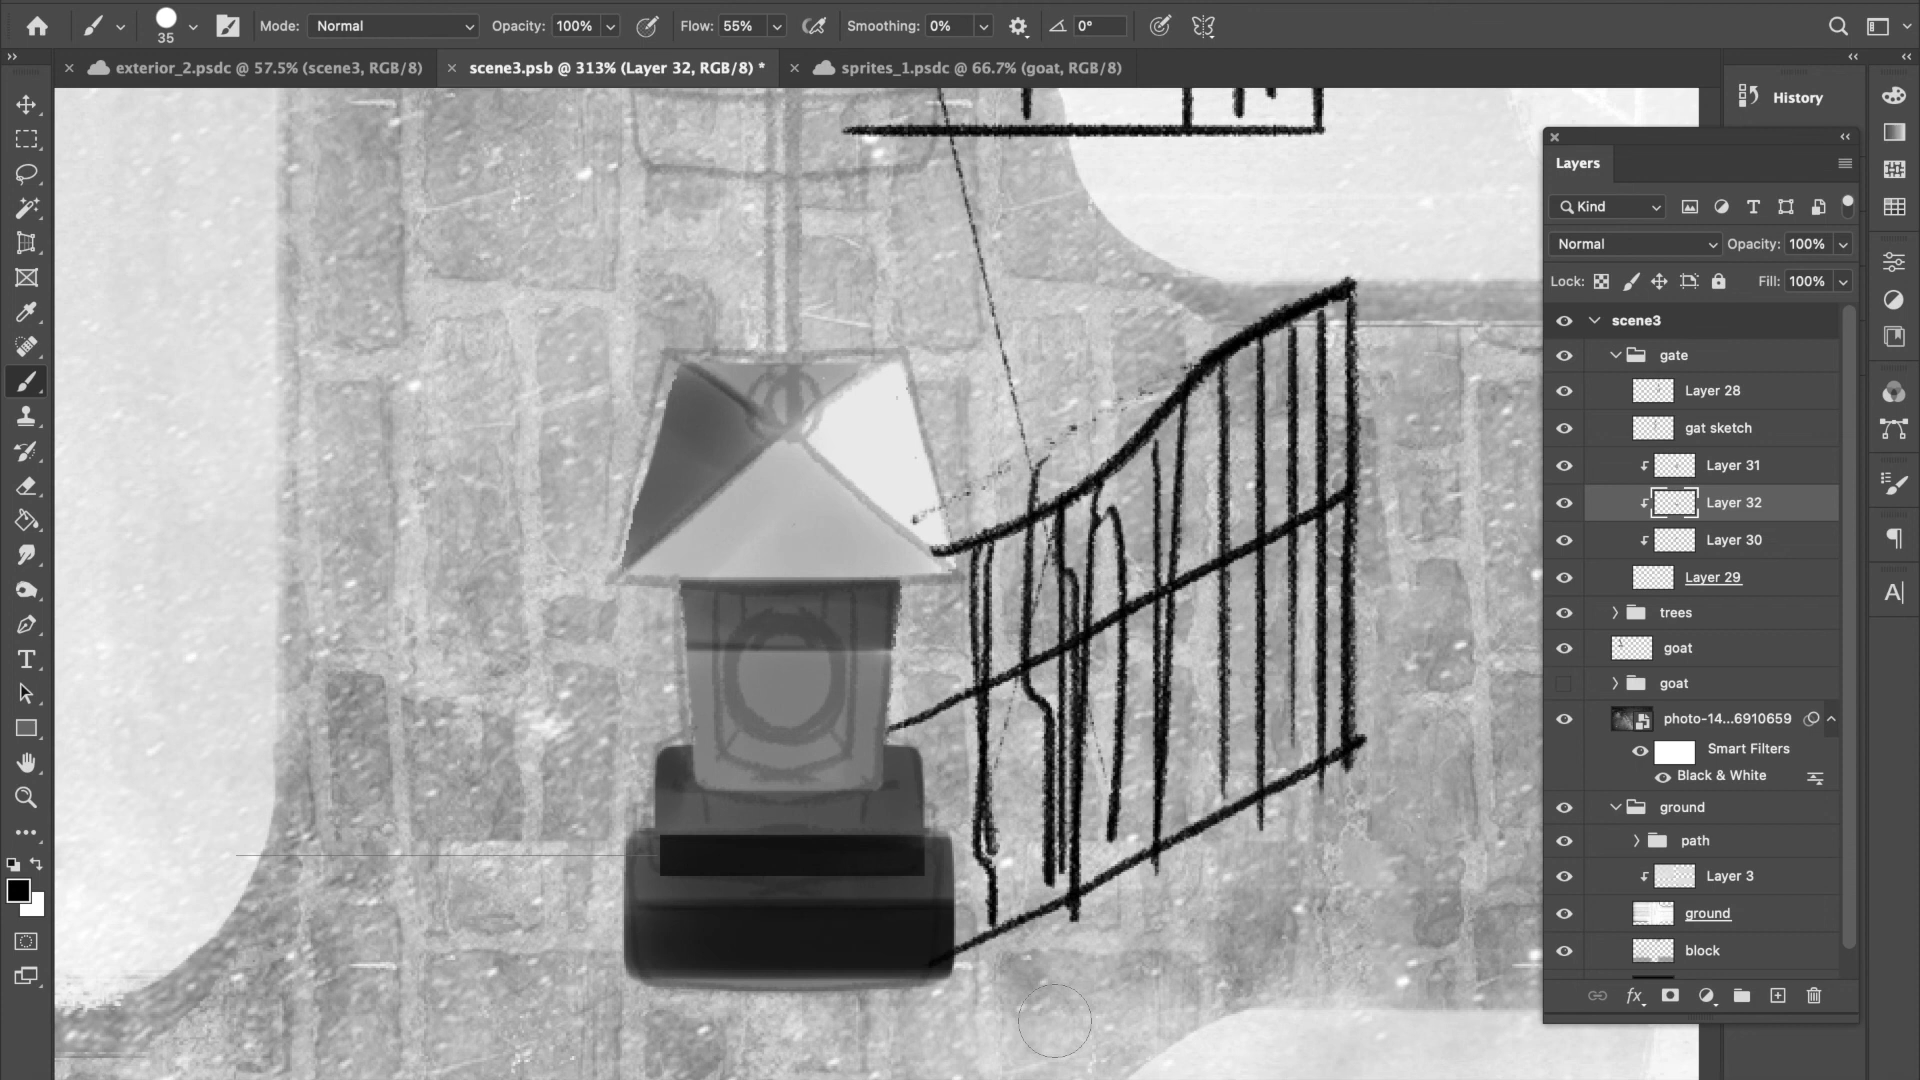 35
Mode: Normal
Opacity: 100%
Flow: 55%
Smoothing: 0%
0°
exterior_2.psdc @ 57.5% (scene3, RGB/8)
scene3.psb @ 313% (Layer 32, RGB/8) *
sprites_1.psdc @ 66.7% (goat, RGB/8)
History
Layers
Kind
Normal
Opacity: 100%
Lock:
Fill: 100%
scene3
gate
Layer 28
gat sketch
Layer 31
Layer 32
Layer 30
Layer 29
trees
goat
goat
photo-14...6910659
Smart Filters
Black & White
ground
path
Layer 3
ground
block
fx